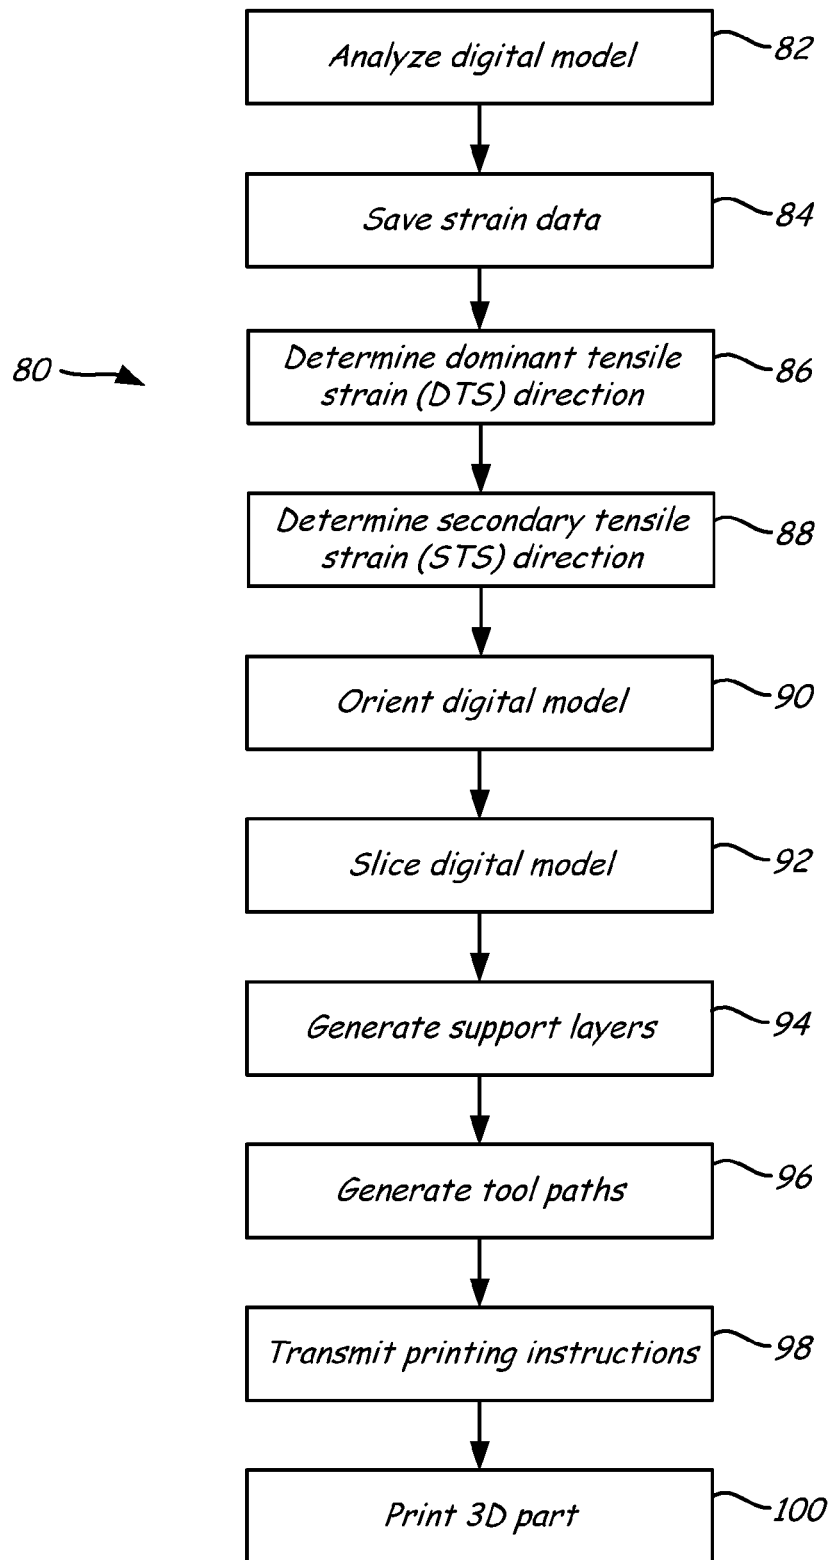 Analyze digital model
82
Save strain data
84
80
Determine dominant tensile
strain (DTS) direction
86
Determine secondary tensile
strain (STS) direction
88
Orient digital model
90
Slice digital model
92
Generate support layers
94
Generate tool paths
96
Transmit printing instructions
98
Print 3D part
100